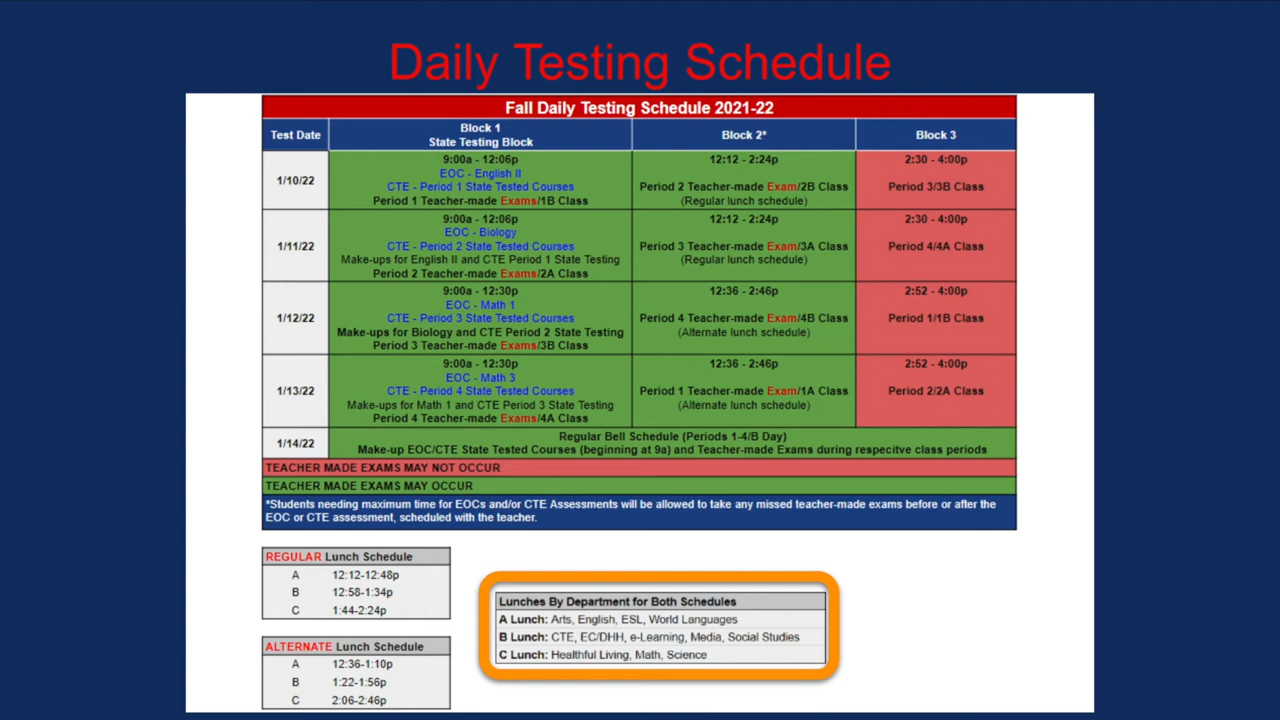 Daily Testing Schedule
Fall Daily Testing Schedule 2021-22
Test Date
Block 1
State Testing Block
Block 2*
Block 3
1/10/22
9:00a - 12:06p
EOC - English II
CTE - Period 1 State Tested Courses
Period 1 Teacher-made Exams/1B Class
12:12 - 2:24p
Period 2 Teacher-made Exam/2B Class
(Regular lunch schedule)
2:30 - 4:00p
Period 3/3B Class
1/11/22
9:00a - 12:06p
EOC - Biology
CTE - Period 2 State Tested Courses
Make-ups for English II and CTE Period 1 State Testing
Period 2 Teacher-made Exams/2A Class
12:12 - 2:24p
Period 3 Teacher-made Exam/3A Class
(Regular lunch schedule)
2:30 - 4:00p
Period 4/4A Class
1/12/22
9:00a - 12:30p
EOC - Math 1
CTE - Period 3 State Tested Courses
Make-ups for Biology and CTE Period 2 State Testing
Period 3 Teacher-made Exams/3B Class
12:36 - 2:46p
Period 4 Teacher-made Exam/4B Class
(Alternate lunch schedule)
2:52 - 4:00p
Period 1/1B Class
1/13/22
9:00a - 12:30p
EOC - Math 3
CTE - Period 4 State Tested Courses
Make-ups for Math 1 and CTE Period 3 State Testing
Period 4 Teacher-made Exams/4A Class
12:36 - 2:46p
Period 1 Teacher-made Exam/1A Class
(Alternate lunch schedule)
2:52 - 4:00p
Period 2/2A Class
1/14/22
Regular Bell Schedule (Periods 1-4/B Day)
Make-up EOC/CTE State Tested Courses (beginning at 9a) and Teacher-made Exams during respecitve class periods
TEACHER MADE EXAMS MAY NOT OCCUR
TEACHER MADE EXAMS MAY OCCUR
*Students needing maximum time for EOCs and/or CTE Assessments will be allowed to take any missed teacher-made exams before or after the
EOC or CTE assessment, scheduled with the teacher.
REGULAR Lunch Schedule
A 12:12-12:48p
B 12:58-1:34p
C 1:44-2:24p
ALTERNATE Lunch Schedule
A 12:36-1:10p
B 1:22-1:56p
C 2:06-2:46p
Lunches By Department for Both Schedules
A Lunch: Arts, English, ESL, World Languages
B Lunch: CTE, EC/DHH, e-Learning, Media, Social Studies
C Lunch: Healthful Living, Math, Science